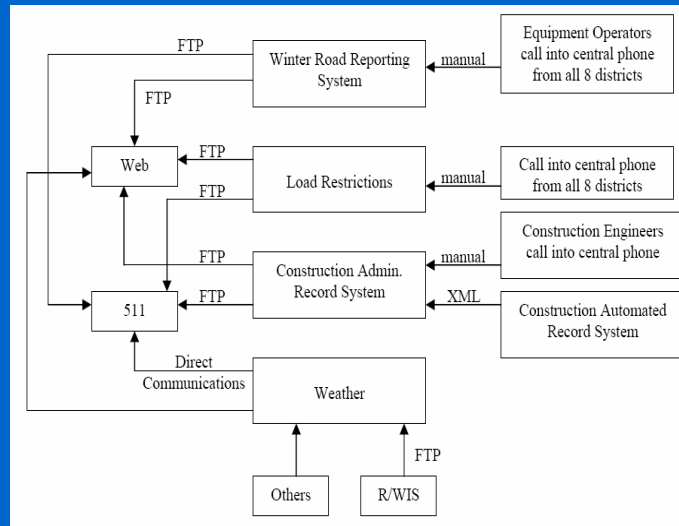 Equipment Operators
call into central phone
from all 8 districts
FTP
Winter Road Reporting
System
manual
FTP
Web
FTP
Load Restrictions
manual
Call into central phone
from all 8 districts
FTP
Construction Engineers
call into central phone
FTP
Construction Admin.
Record System
manual
511
FTP
XML
Construction Automated
Record System
Direct
Communications
Weather
FTP
Others
R/WIS